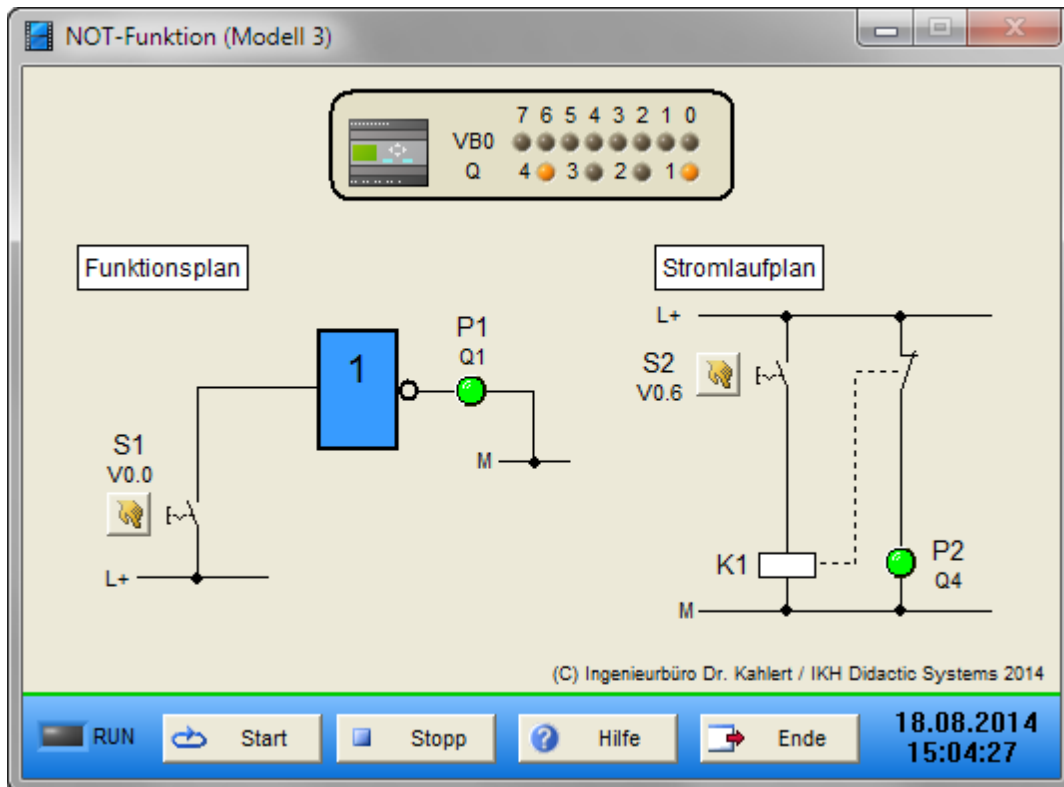 NOT-Funktion (Modell 3)
7 6 5 4 3 2 1 0
VB0
Q 4 3 2 1
Funktionsplan
Stromlaufplan
1
P1
Q1
M
S1
V0.0
L+
L+
S2
V0.6
K1
P2
Q4
M
(C) Ingenieurbüro Dr. Kahlert / IKH Didactic Systems 2014
RUN
Start
Stopp
Hilfe
Ende
18.08.2014
15:04:27